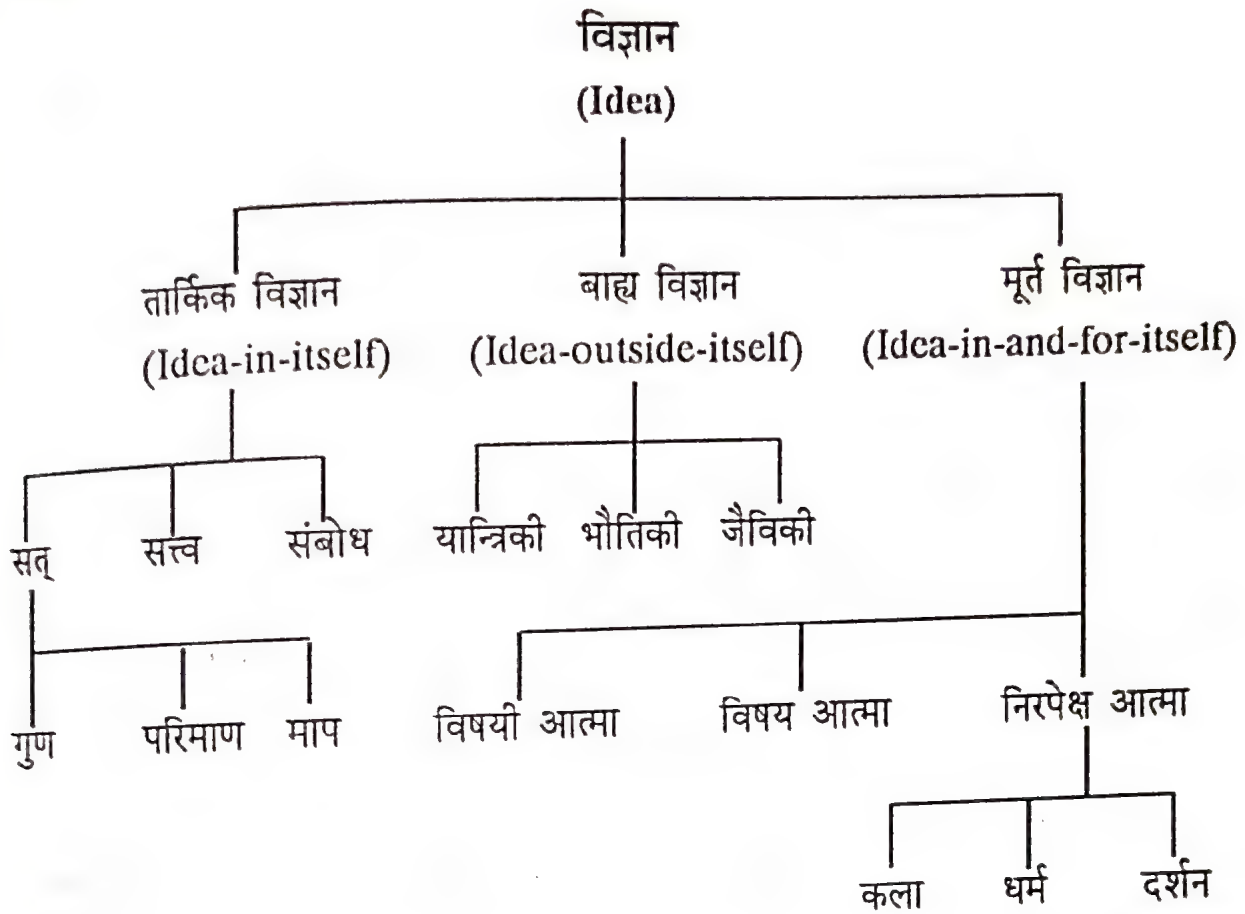 विज्ञान
(Idea)
तार्किक विज्ञान
(Idea-in-itself)
बाह्य विज्ञान
(Idea-outside-itself)
मूर्त विज्ञान
(Idea-in-and-for-itself)
सत्
सत्त्व
संबोध
यान्त्रिकी
भौतिकी
जैविकी
गुण
परिमाण
माप
विषयी आत्मा
विषय आत्मा
निरपेक्ष आत्मा
कला
धर्म
दर्शन